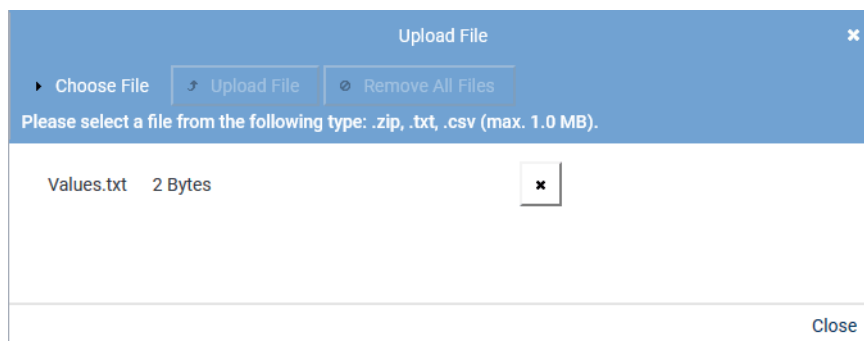 Upload File
Choose File Upload File Remove All Files
Please select a file from the following type: .zip, .txt, .csv (max. 1.0 MB).
Values.txt 2 Bytes
Close